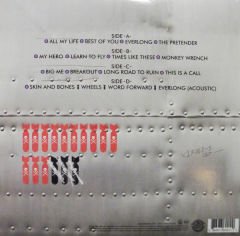 SIDE -A-
ALL MY LIFE BEST OF YOU EVERLONG THE PRETENDER
SIDE -B-
MY HERO LEARN TO FLY TIMES LIKE THESE MONKEY WRENCH
SIDE -C-
BIG ME BREAKOUT LONG ROAD TO RUIN THIS IS A CALL
SIDE -D-
SKIN AND BONES WHEELS WORD FORWARD EVERLONG (ACOUSTIC)